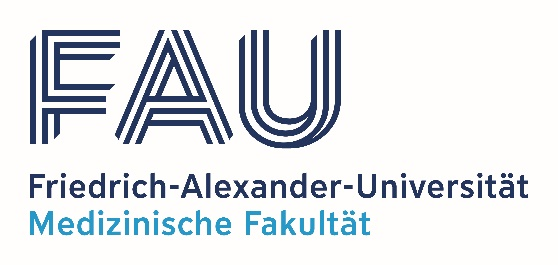 FAU
Friedrich-Alexander-Universität
Medizinische Fakultät